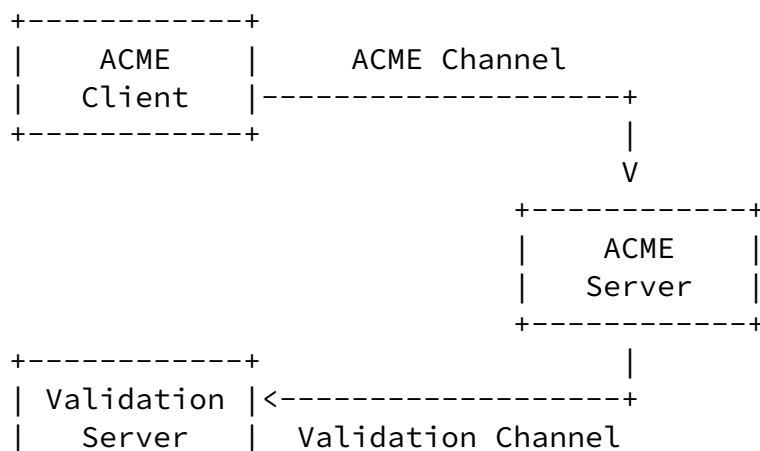 +------------+
|    ACME    |     ACME Channel
|   Client   |--------------------+
+------------+                    |
                                  V
                            +------------+
                            |    ACME    |
                            |   Server   |
                            +------------+
+------------+                    |
| Validation |<-------------------+
|   Server   |  Validation Channel